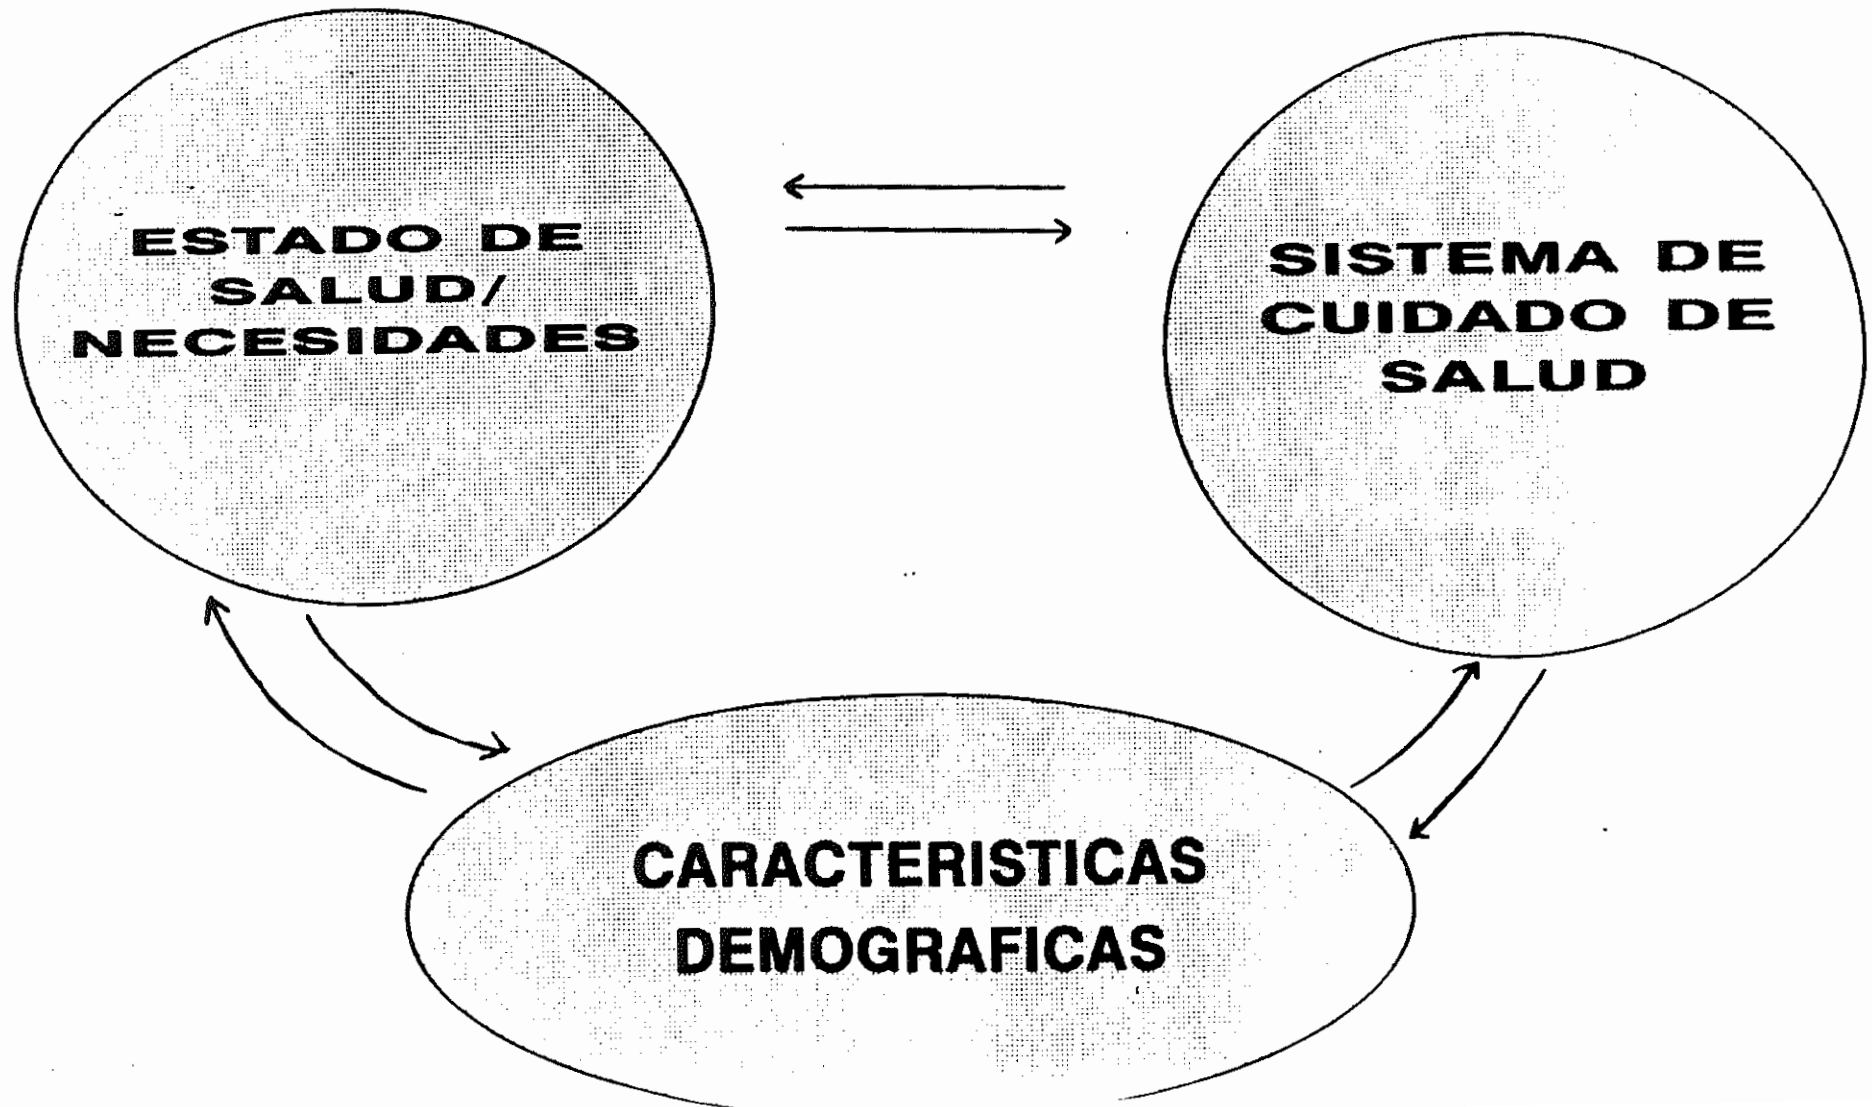 ESTADO DE
SALUD/
NECESIDADES
SISTEMA DE
CUIDADO DE
SALUD
CARACTERISTICAS
DEMOGRAFICAS